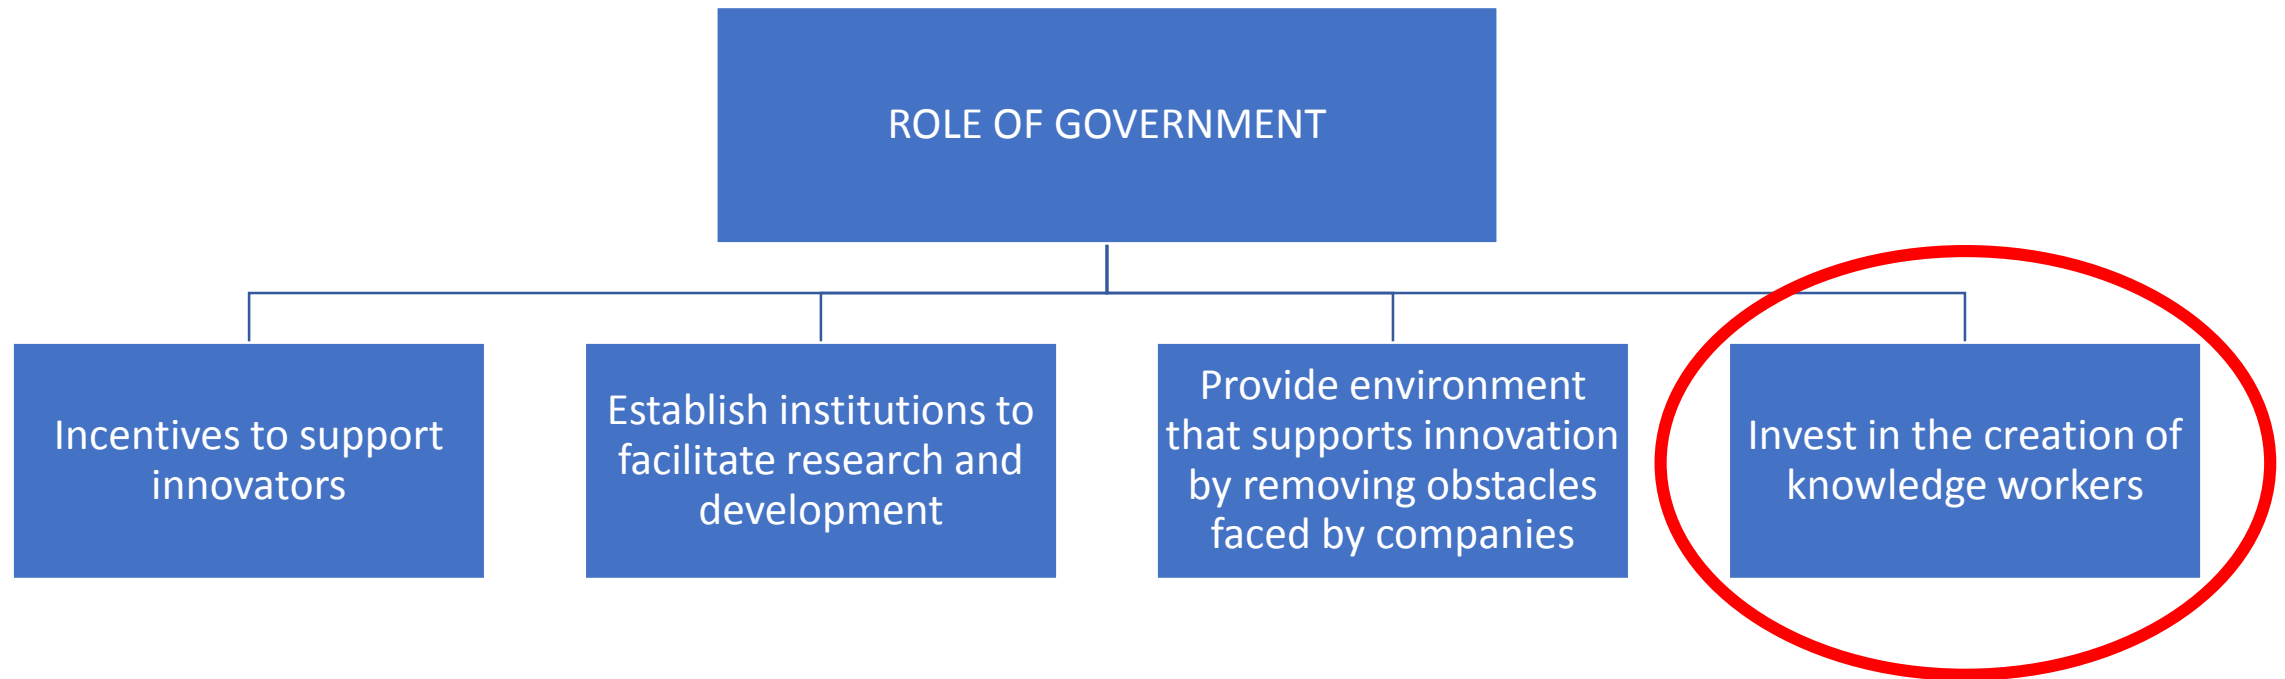 ROLE OF GOVERNMENT
Incentives to support
innovators
Establish institutions to
facilitate research and
development
Provide environment
that supports innovation
by removing obstacles
faced by companies
Invest in the creation of
knowledge workers